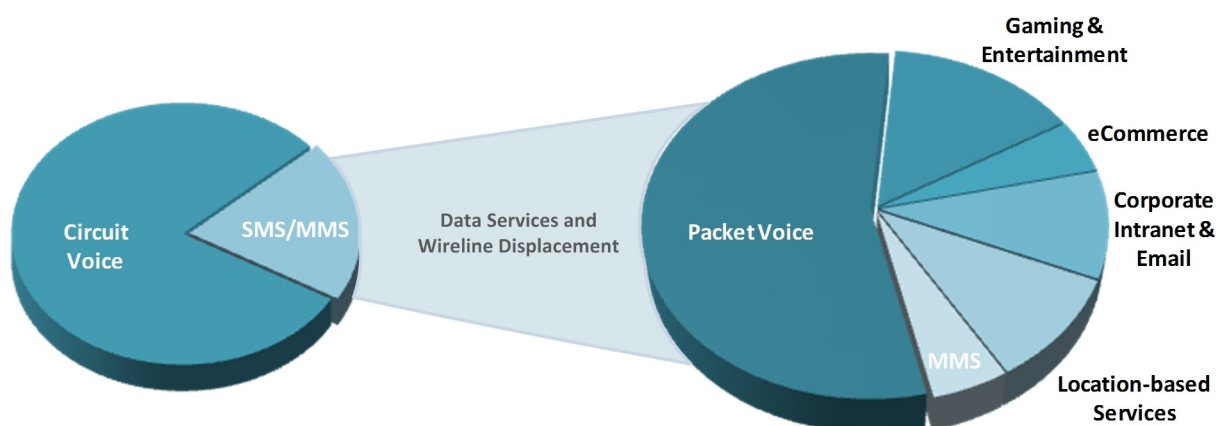 Circuit
Voice
SMS/MMS
Data Services and
Wireline Displacement
Packet Voice
Gaming &
Entertainment
eCommerce
Corporate
Intranet &
Email
MMS
Location-based
Services